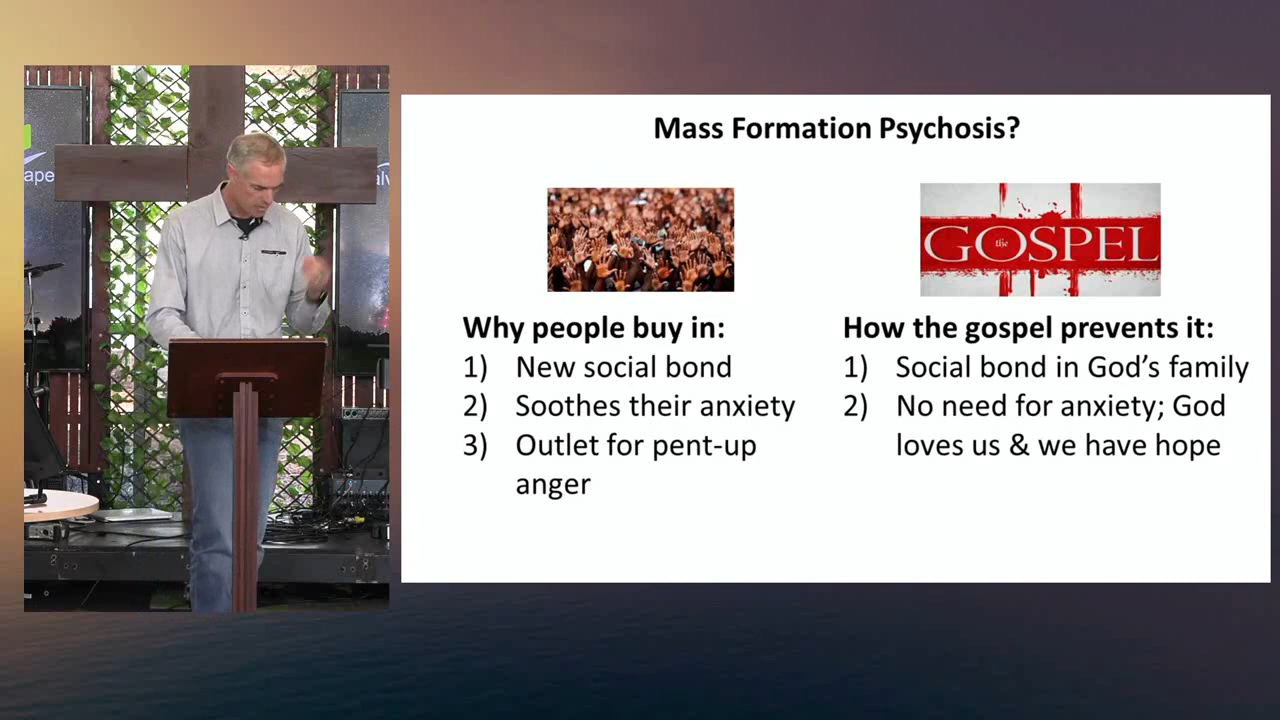 ape
alv
Mass Formation Psychosis?
the
GOSPEL
Why people buy in:
1) New social bond
2) Soothes their anxiety
3) Outlet for pent-up
anger
How the gospel prevents it:
1) Social bond in God's family
2) No need for anxiety; God
loves us & we have hope